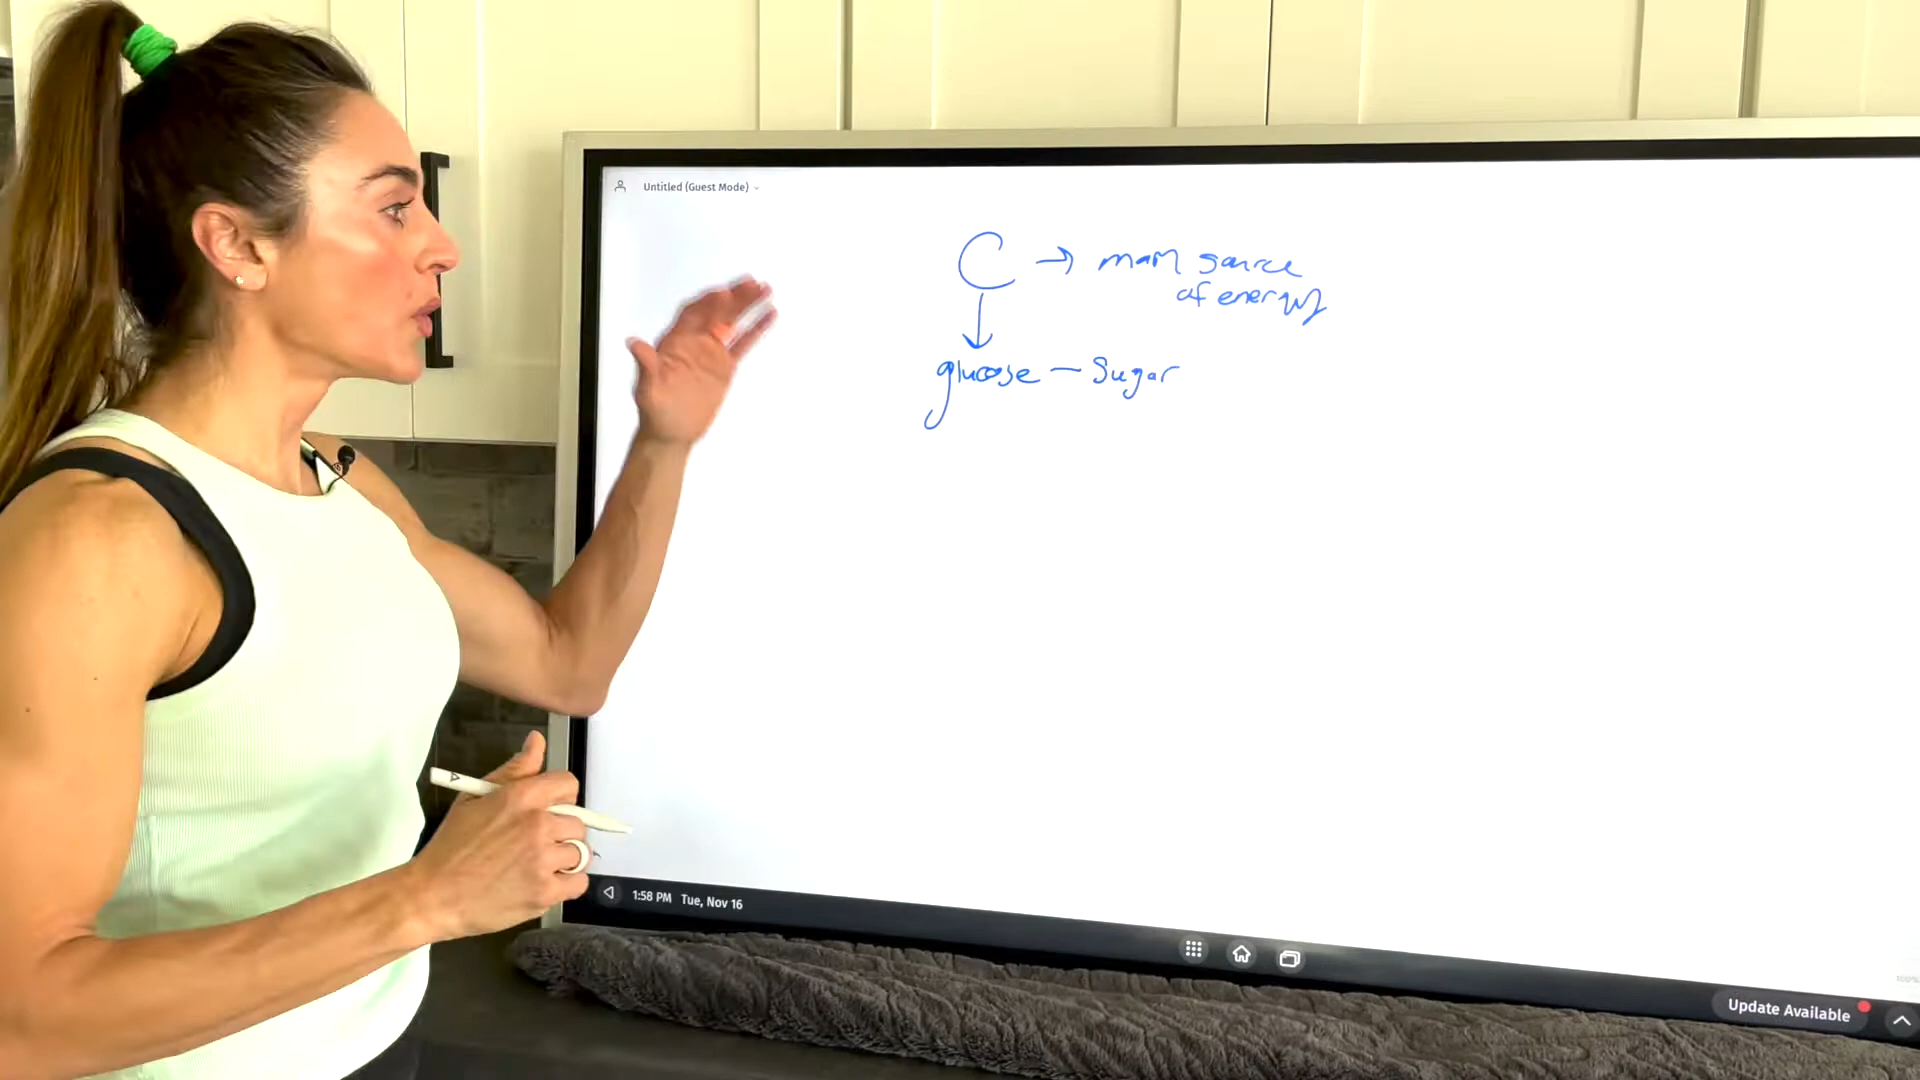 Untitled (Guest Mode)
C → main source
of energy
↓
glucose — Sugar
1:58 PM Tue, Nov 16
Update Available